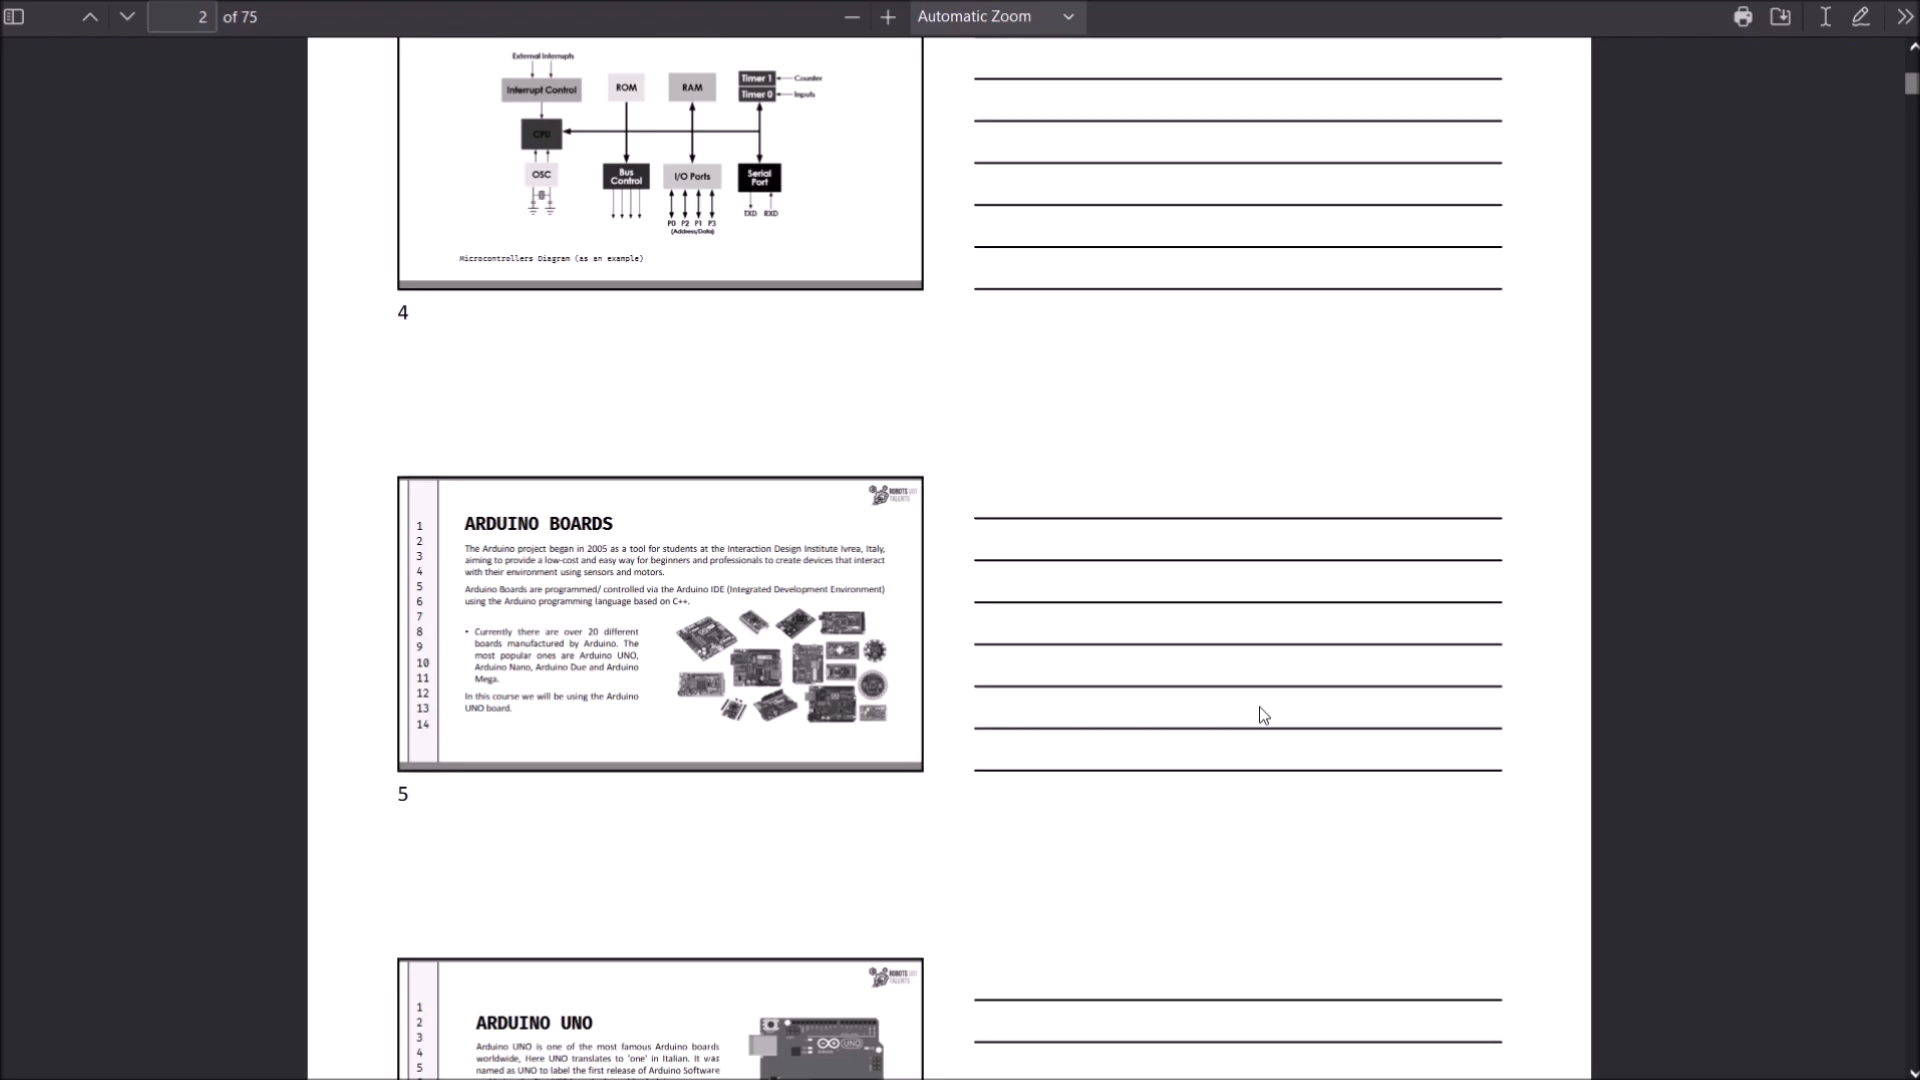 2 of 75
Automatic Zoom
External Interrupts
Interrupt Control
ROM
RAM
Timer 1
Counter
Timer 0
Inputs
CPU
OSC
Bus
Control
I/O Ports
Serial
Port
TXD RXD
P0 P2 P1 P3
(Address/Data)
Microcontrollers Diagram (as an example)
4
ROBOTS
TALENTS
ARDUINO BOARDS
1
2
3
4
5
6
7
8
9
10
11
12
13
14
The Arduino project began in 2005 as a tool for students at the Interaction Design Institute Ivrea, Italy,
aiming to provide a low-cost and easy way for beginners and professionals to create devices that interact
with their environment using sensors and motors.
Arduino Boards are programmed/ controlled via the Arduino IDE (Integrated Development Environment)
using the Arduino programming language based on C++.
• Currently there are over 20 different
boards manufactured by Arduino. The
most popular ones are Arduino UNO,
Arduino Nano, Arduino Due and Arduino
Mega.
In this course we will be using the Arduino
UNO board.
5
ROBOTS
TALENTS
1
2
3
4
5
ARDUINO UNO
Arduino UNO is one of the most famous Arduino boards
worldwide, Here UNO translates to 'one' in Italian. It was
named as UNO to label the first release of Arduino Software
UNO